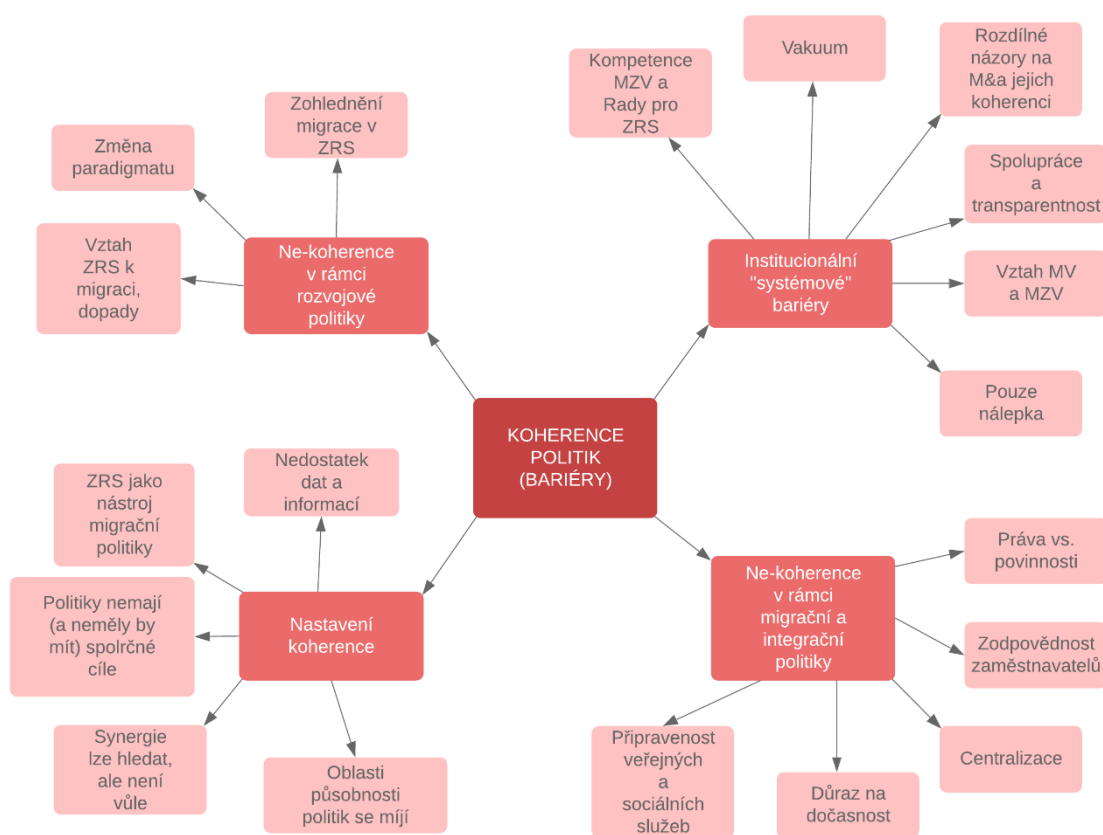 Vakuum
Rozdílné
názory na
M&a jejich
koherenci
Kompetence
MZV a
Rady pro
ZRS
Zohlednění
migrace v
ZRS
Změna
paradigmatu
Spolupráce
a
transparentnost
Vztah
ZRS k
migraci,
dopady
Ne-koherence
v rámci
rozvojové
politiky
Institucionální
"systémové"
bariéry
Vztah MV
a MZV
Pouze
nálepka
KOHERENCE
POLITIK
(BARIÉRY)
Nedostatek
dat a
informací
ZRS jako
nástroj
migrační
politiky
Práva vs.
povinnosti
Politiky nemají
(a neměly by
mít) spolrčné
cíle
Nastavení
koherence
Ne-koherence
v rámci
migrační a
integrační
politiky
Zodpovědnost
zaměstnavatelů
Synergie
lze hledat,
ale není
vůle
Oblasti
působnosti
politik se míjí
Připravenost
veřejných
a
sociálních
služeb
Důraz na
dočasnost
Centralizace